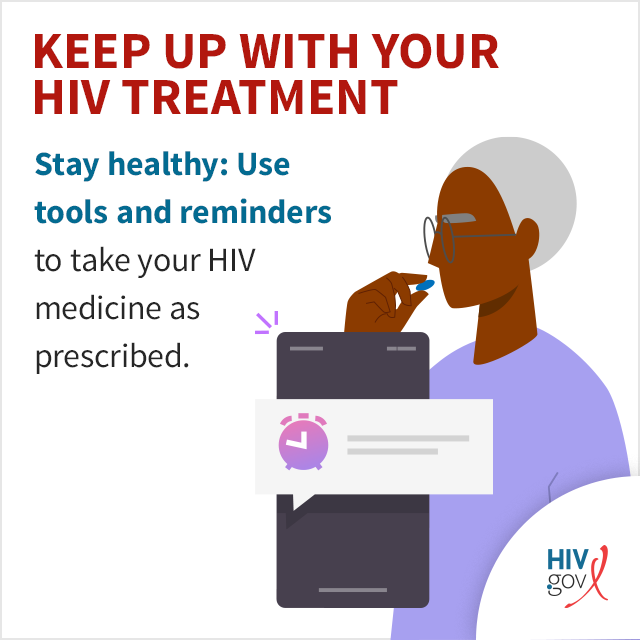 KEEP UP WITH YOUR
HIV TREATMENT
Stay healthy: Use
tools and reminders
to take your HIV
medicine as
prescribed.
HIV
.gov